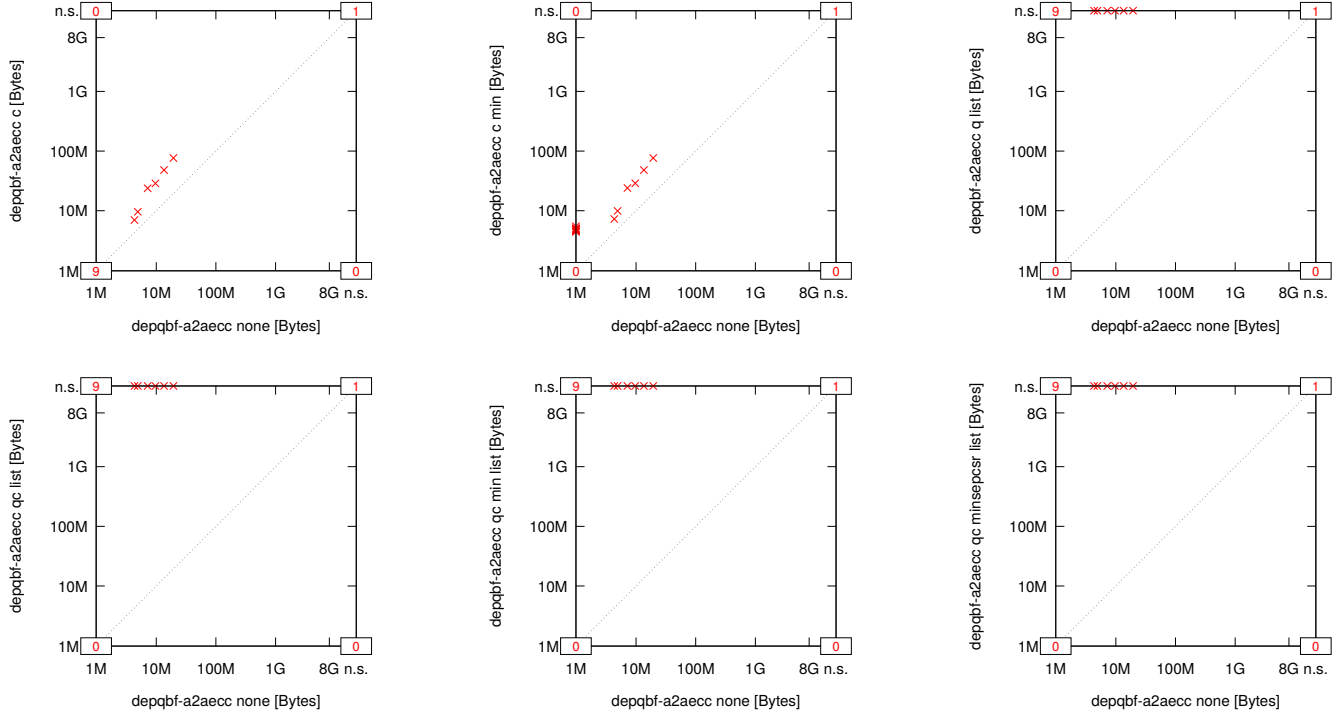 depqbf-a2aecc c [Bytes]
n.s.
0
1
8G
1G
100M
10M
1M
9
0
1M 10M 100M 1G 8G n.s.
depqbf-a2aecc none [Bytes]
depqbf-a2aecc c min [Bytes]
n.s.
0
1
8G
1G
100M
10M
1M
0
0
1M 10M 100M 1G 8G n.s.
depqbf-a2aecc none [Bytes]
depqbf-a2aecc q list [Bytes]
n.s.
9
1
8G
1G
100M
10M
1M
0
0
1M 10M 100M 1G 8G n.s.
depqbf-a2aecc none [Bytes]
depqbf-a2aecc qc list [Bytes]
n.s.
9
1
8G
1G
100M
10M
1M
0
0
1M 10M 100M 1G 8G n.s.
depqbf-a2aecc none [Bytes]
depqbf-a2aecc qc min list [Bytes]
n.s.
9
1
8G
1G
100M
10M
1M
0
0
1M 10M 100M 1G 8G n.s.
depqbf-a2aecc none [Bytes]
depqbf-a2aecc qc minsepcsr list [Bytes]
n.s.
9
1
8G
1G
100M
10M
1M
0
0
1M 10M 100M 1G 8G n.s.
depqbf-a2aecc none [Bytes]